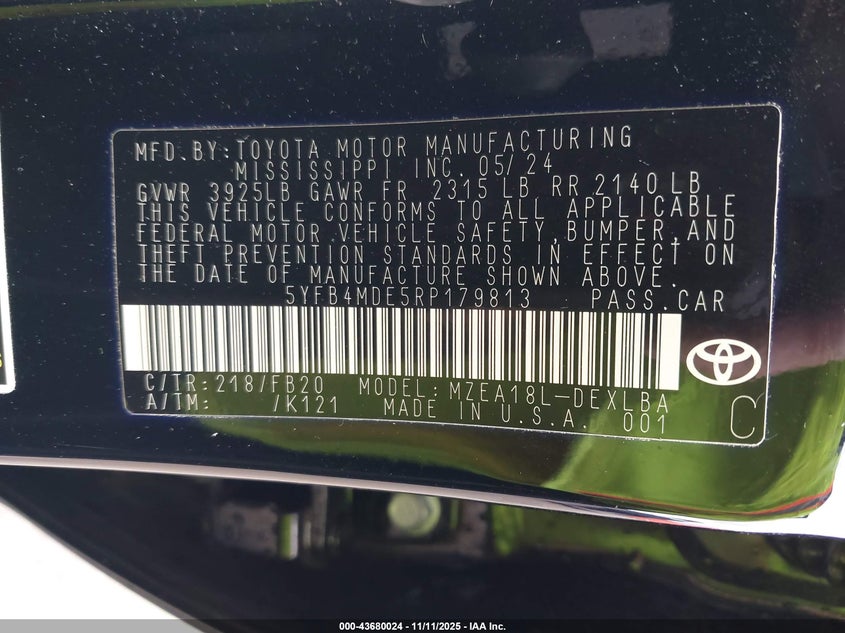 MFD.BY:TOYOTA MOTOR MANUFACTURING
MISSISSIPPI, INC. 05/24
GVWR 3925LB GAWR FR 2315 LB RR 2140 LB
THIS VEHICLE CONFORMS TO ALL APPLICABLE
FEDERAL MOTOR VEHICLE SAFETY,BUMPER,AND
THEFT PREVENTION STANDARDS IN EFFECT ON
THE DATE OF MANUFACTURE SHOWN ABOVE.
5YFB4MDE5RP179813 PASS.CAR
C/TR:218/FB20 MODEL:MZEA18L-DEXLBA
A/TM: /K121 MADE IN U.S.A. 001
C
000-43680024 - 11/11/2025 - IAA Inc.